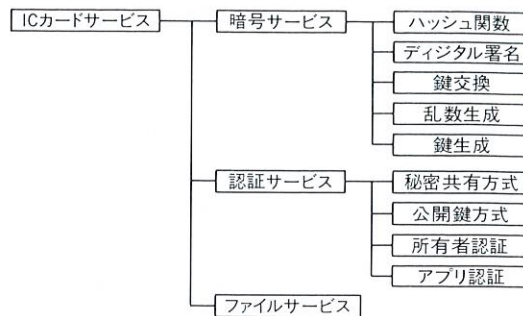 ICカードサービス
暗号サービス
ハッシュ関数
ディジタル署名
鍵交換
乱数生成
鍵生成
認証サービス
秘密共有方式
公開鍵方式
所有者認証
アプリ認証
ファイルサービス